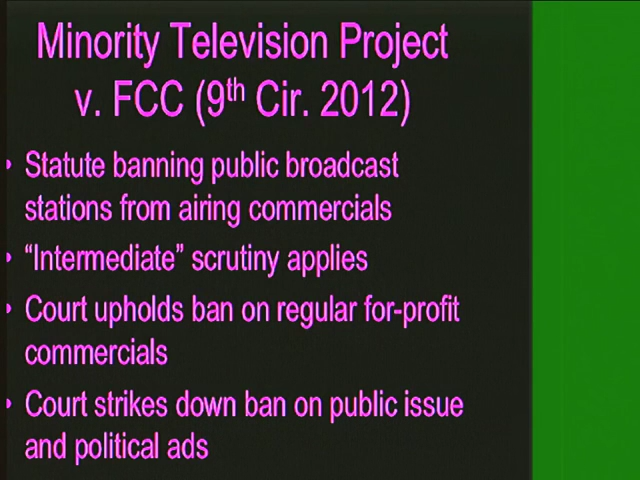 Minority Television Project
v. FCC (9th Cir. 2012)
• Statute banning public broadcast
stations from airing commercials
• “Intermediate” scrutiny applies
• Court upholds ban on regular for-profit
commercials
• Court strikes down ban on public issue
and political ads